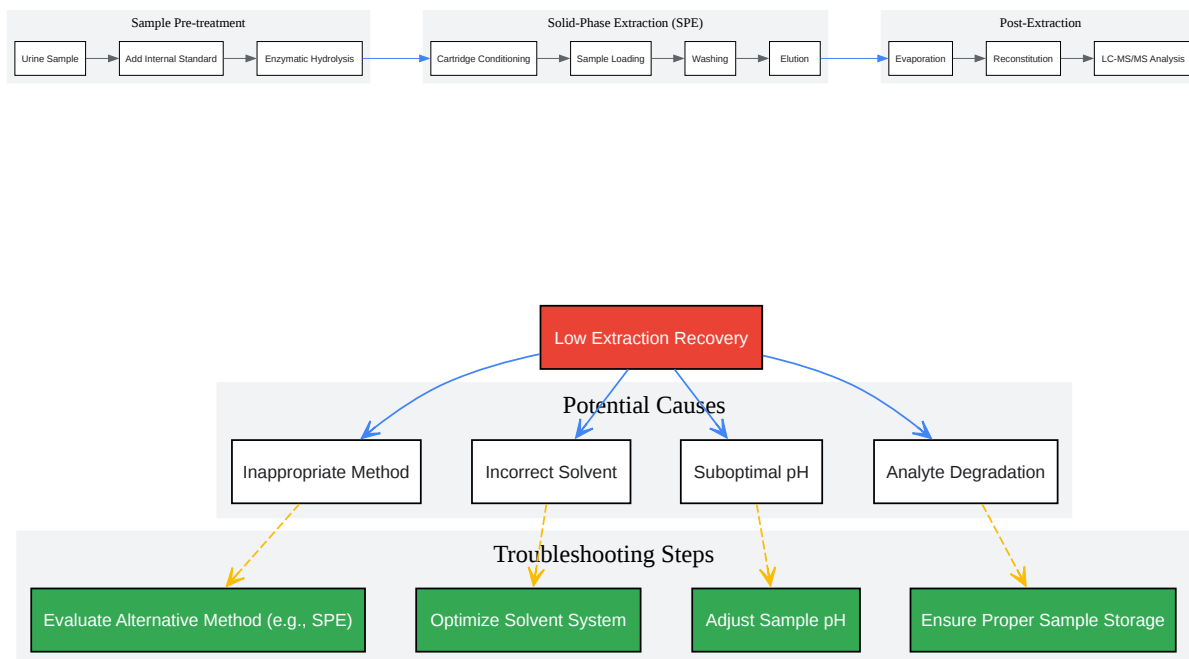 Sample Pre-treatment
Solid-Phase Extraction (SPE)
Post-Extraction
Urine Sample
Add Internal Standard
Enzymatic Hydrolysis
Cartridge Conditioning
Sample Loading
Washing
Elution
Evaporation
Reconstitution
LC-MS/MS Analysis
Low Extraction Recovery
Potential Causes
Inappropriate Method
Incorrect Solvent
Suboptimal pH
Analyte Degradation
Troubleshooting Steps
Evaluate Alternative Method (e.g., SPE)
Optimize Solvent System
Adjust Sample pH
Ensure Proper Sample Storage